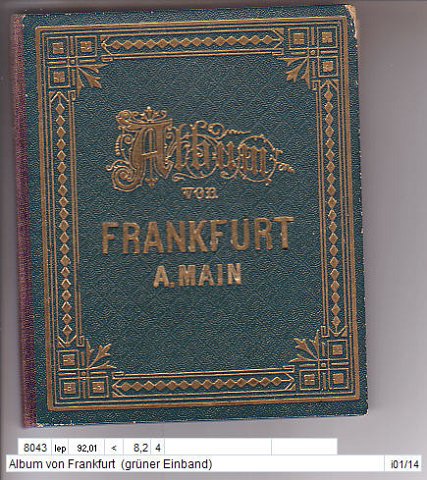 Album
von
FRANKFURT
A. MAIN
8043 lep 92,01 < 8,2 4
Album von Frankfurt (grüner Einband) i01/14